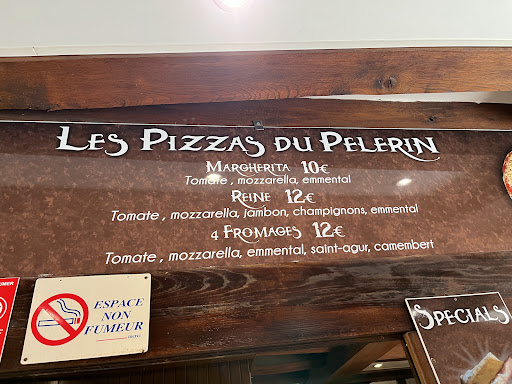 LES PIZZAS DU PELERIN
MARGHERITA 10€
Tomate , mozzarella, emmental
REINE 12€
Tomate , mozzarella, jambon, champignons, emmental
4 FROMAGES 12€
Tomate , mozzarella, emmental, saint-agur, camembert
ESPACE
NON
FUMEUR
SPECIALS